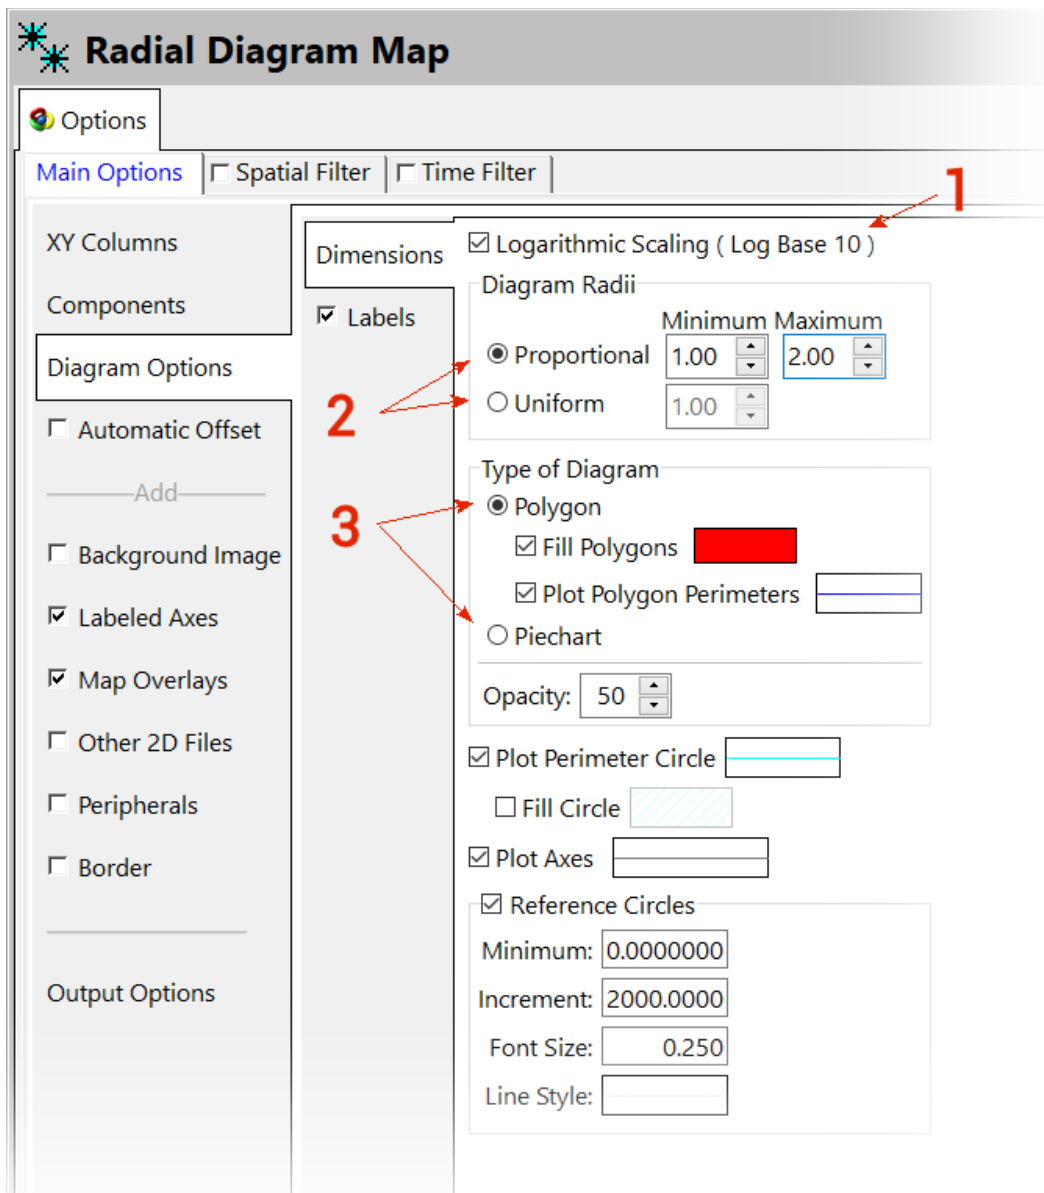 Radial Diagram Map
Options
Main Options Spatial Filter Time Filter
1
XY Columns
Components
Diagram Options
Automatic Offset
Add
Background Image
Labeled Axes
Map Overlays
Other 2D Files
Peripherals
Border
Output Options
Dimensions
Labels
Logarithmic Scaling ( Log Base 10 )
Diagram Radii
Minimum Maximum
Proportional 1.00 2.00
2
Uniform 1.00
Type of Diagram
3
Polygon
Fill Polygons
Plot Polygon Perimeters
Piechart
Opacity: 50
Plot Perimeter Circle
Fill Circle
Plot Axes
Reference Circles
Minimum: 0.0000000
Increment: 2000.0000
Font Size: 0.250
Line Style: